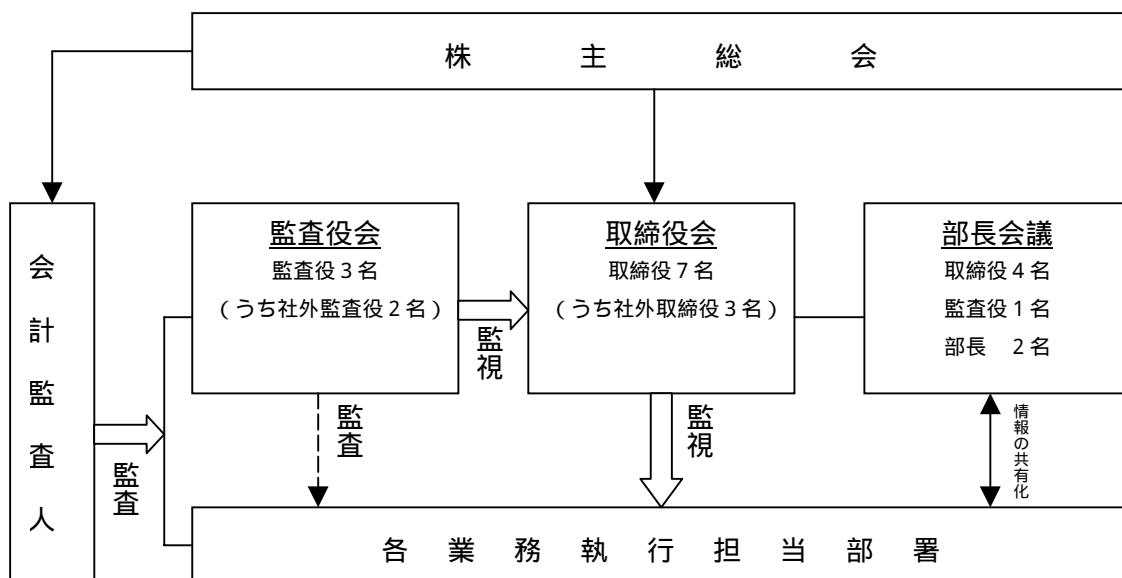 株主総会
会計監査人
監査役会
監査役3名
(うち社外監査役2名)
監視
取締役会
取締役7名
(うち社外取締役3名)
部長会議
取締役4名
監査役1名
部長　2名
監査
監査
監視
情報の共有化
各業務執行担当部署